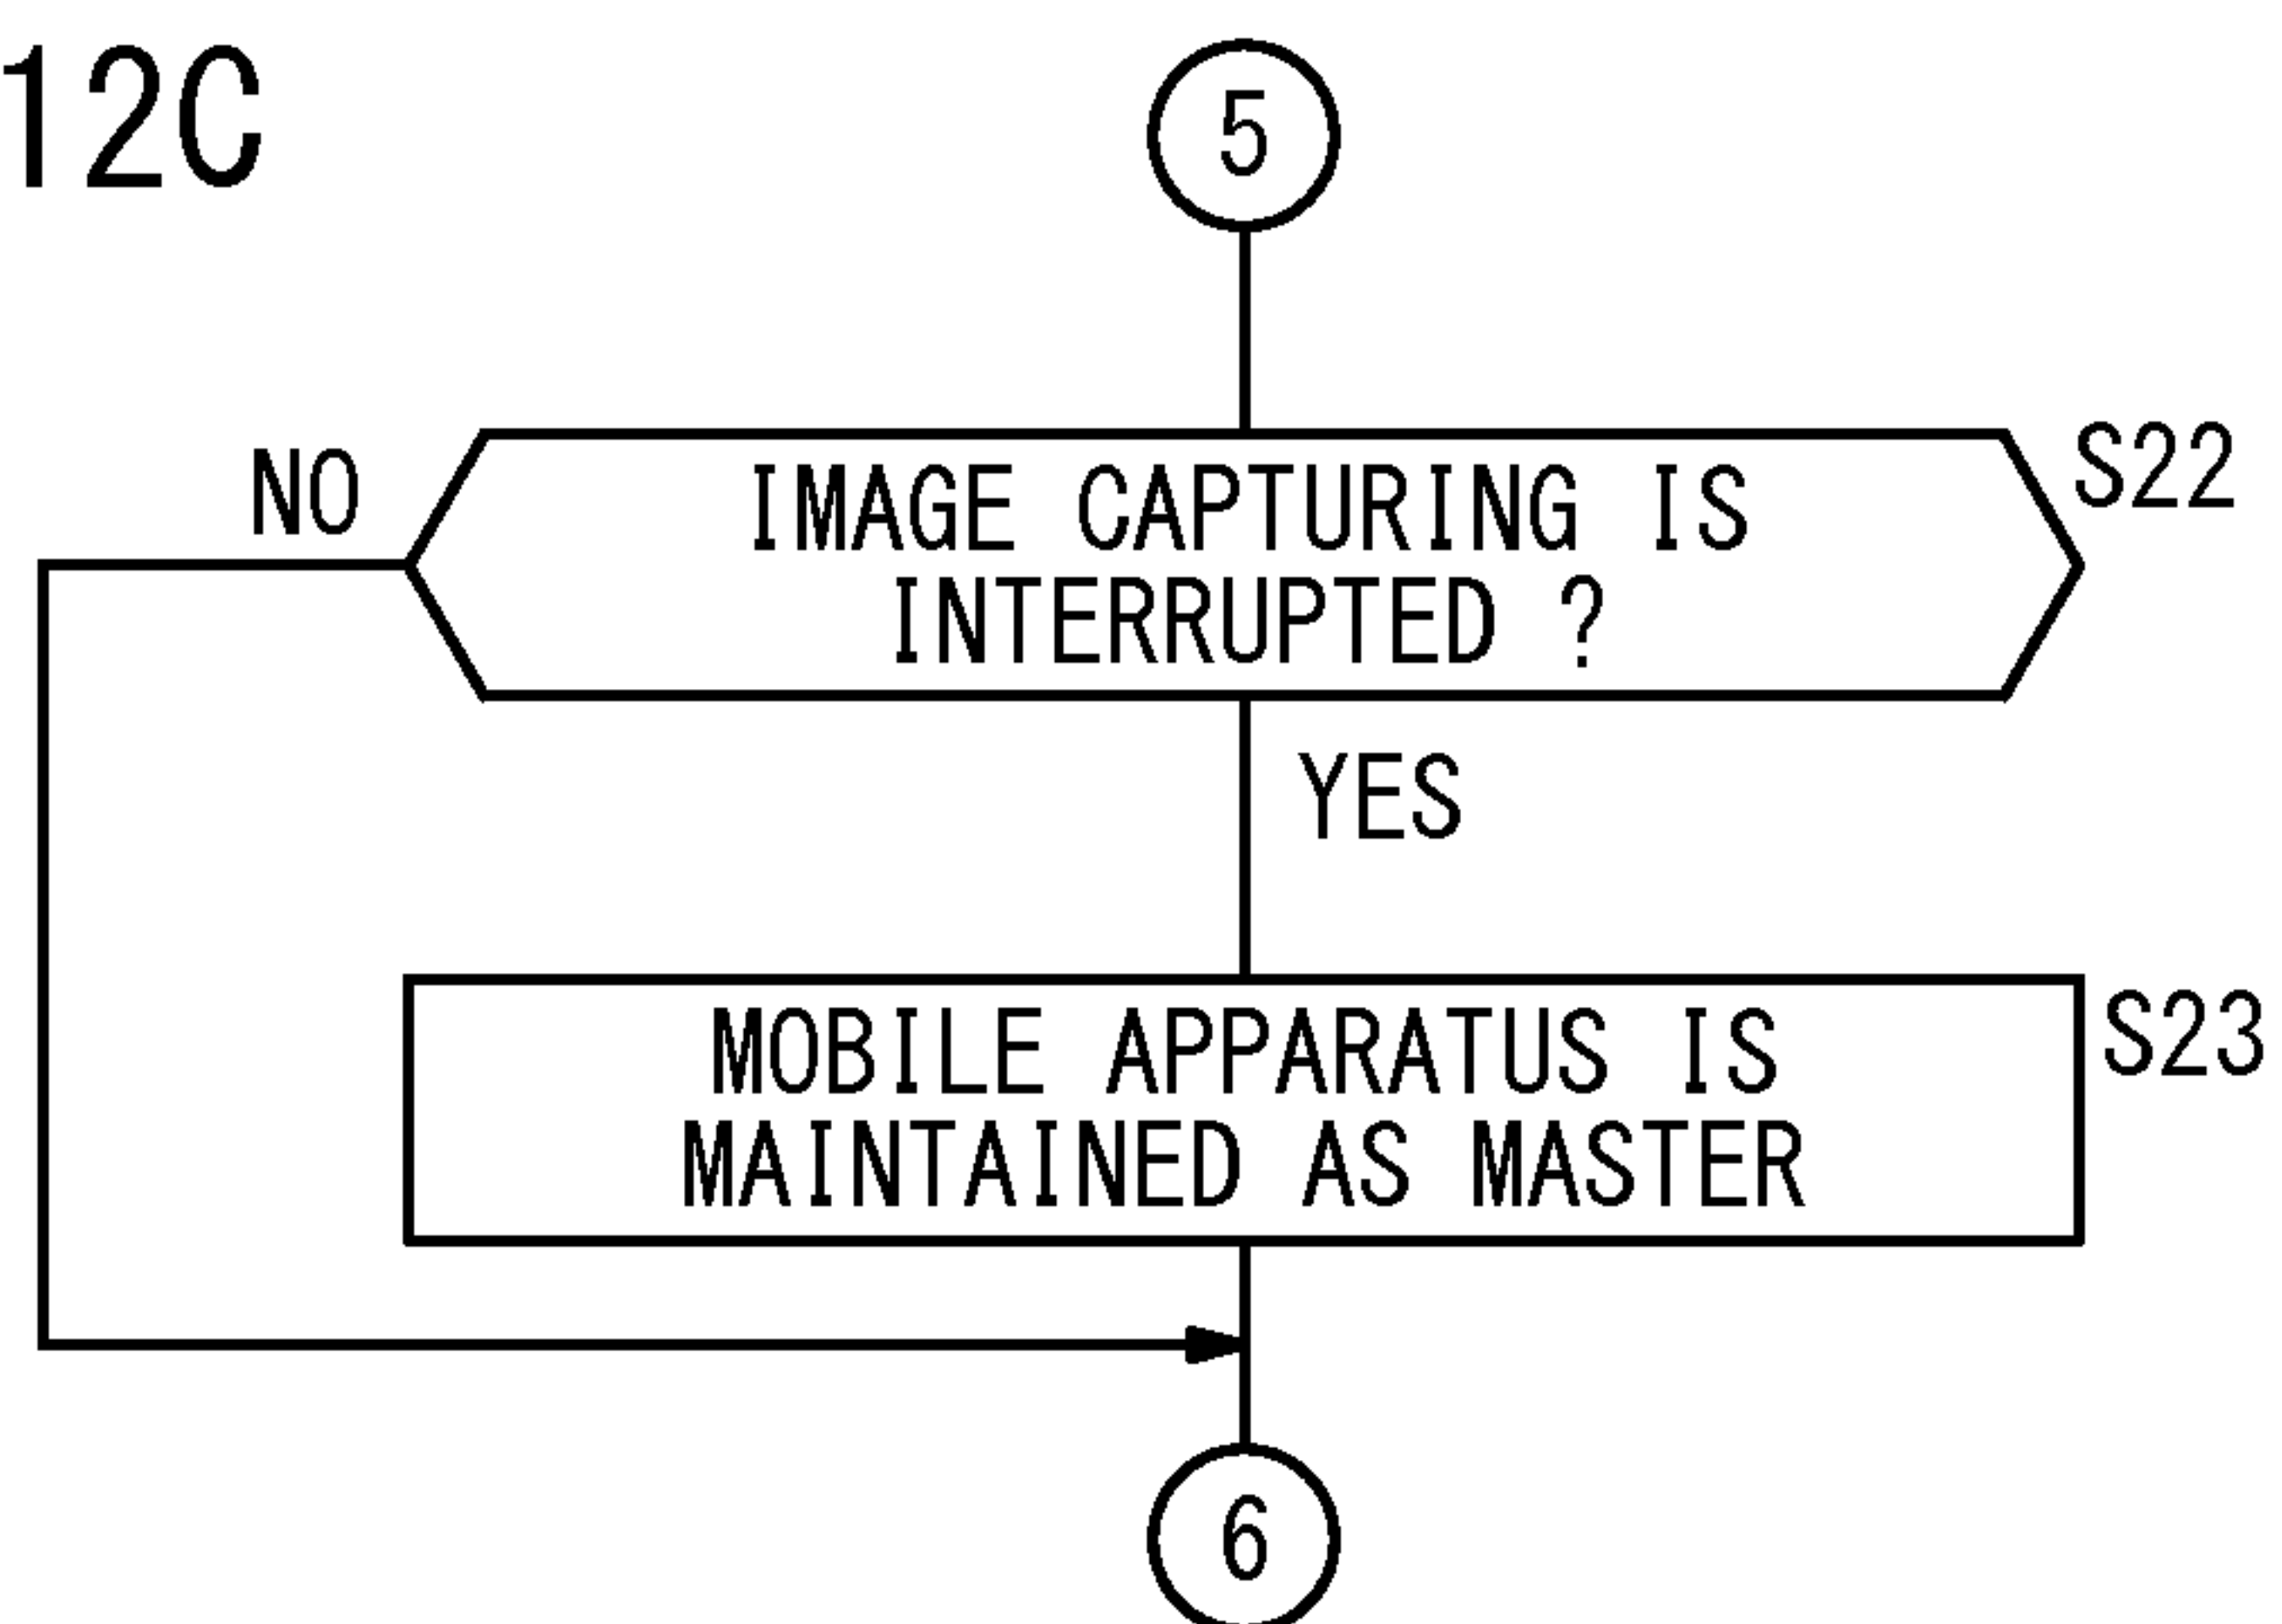 12C
5
NO
IMAGE CAPTURING IS
INTERRUPTED ?
S22
YES
MOBILE APPARATUS IS
MAINTAINED AS MASTER
S23
6